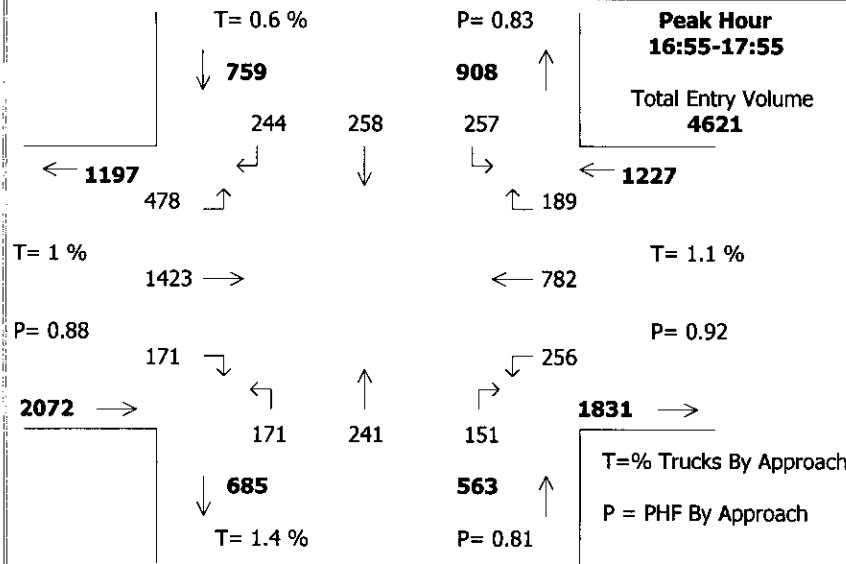 T= 0.6 % P= 0.83 Peak Hour
16:55-17:55
759 908
Total Entry Volume
244 258 257 4621
1197 1227
478 189
T= 1 % T= 1.1 %
1423 782
P= 0.88 P= 0.92
171 256
2072 1831
171 241 151
T=% Trucks By Approach
685 563
P = PHF By Approach
T= 1.4 % P= 0.81